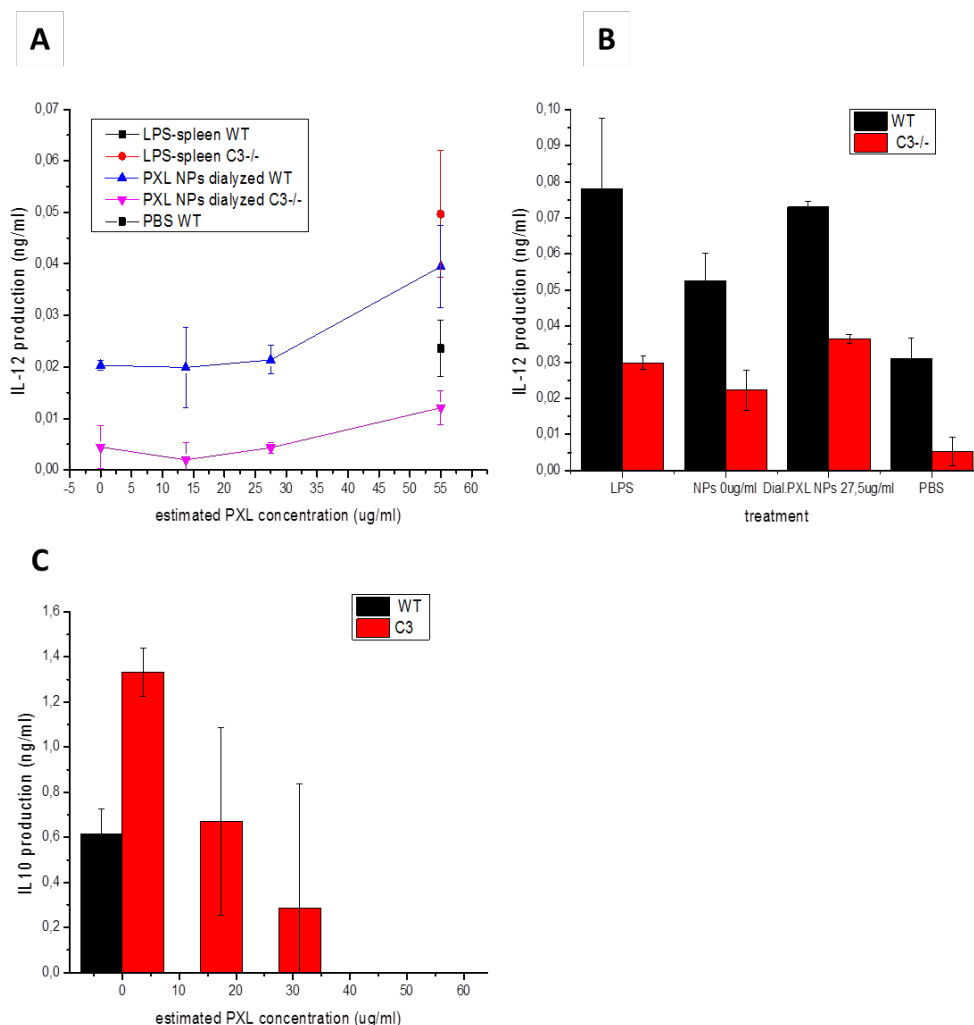 A
0,07
0,06
0,05
0,04
0,03
0,02
0,01
0,00
IL-12 production (ng/ml)
LPS-spleen WT
LPS-spleen C3-/-
PXL NPs dialyzed WT
PXL NPs dialyzed C3-/-
PBS WT
-5 0 5 10 15 20 25 30 35 40 45 50 55 60
estimated PXL concentration (ug/ml)
B
0,10
0,09
0,08
0,07
0,06
0,05
0,04
0,03
0,02
0,01
0,00
IL-12 production (ng/ml)
WT
C3-/-
LPS NPs 0ug/ml Dial.PXL NPs 27,5ug/ml PBS
treatment
C
1,6
1,4
1,2
1,0
0,8
0,6
0,4
0,2
0,0
IL10 production (ng/ml)
WT
C3
0 10 20 30 40 50 60
estimated PXL concentration (ug/ml)